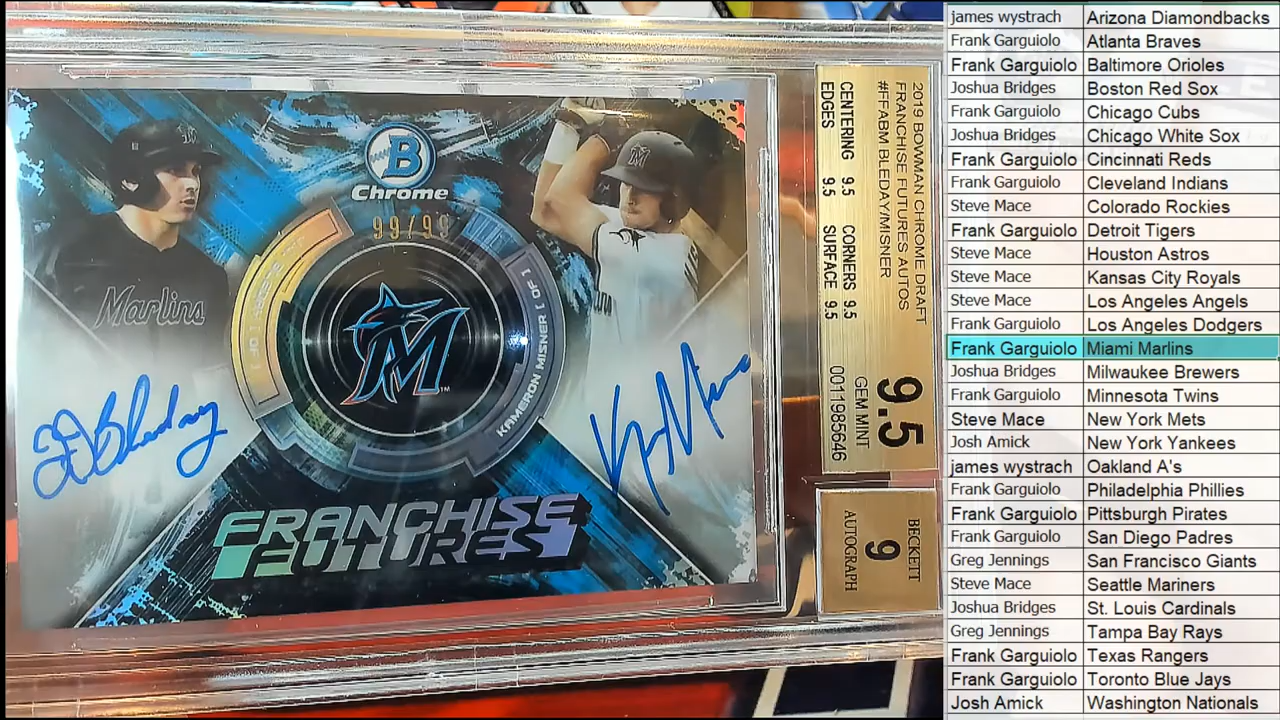 B
Chrome
99/99
M
Marlins
KAMERON MISNER 1 OF 1
M
TM
JJ Bleday
FRANCHISE
FUTURES
2019 BOWMAN CHROME DRAFT
FRANCHISE FUTURES AUTOS
#FFABM BLEDAY/MISNER
CENTERING 9.5 CORNERS 9.5
EDGES 9.5 SURFACE 9.5
9.5
GEM MINT
0011985646
BECKETT
9
AUTOGRAPH
james wystrach Arizona Diamondbacks
Frank Garguiolo Atlanta Braves
Frank Garguiolo Baltimore Orioles
Joshua Bridges Boston Red Sox
Frank Garguiolo Chicago Cubs
Joshua Bridges Chicago White Sox
Frank Garguiolo Cincinnati Reds
Frank Garguiolo Cleveland Indians
Steve Mace Colorado Rockies
Frank Garguiolo Detroit Tigers
Steve Mace Houston Astros
Steve Mace Kansas City Royals
Steve Mace Los Angeles Angels
Frank Garguiolo Los Angeles Dodgers
Frank Garguiolo Miami Marlins
Joshua Bridges Milwaukee Brewers
Frank Garguiolo Minnesota Twins
Steve Mace New York Mets
Josh Amick New York Yankees
james wystrach Oakland A's
Frank Garguiolo Philadelphia Phillies
Frank Garguiolo Pittsburgh Pirates
Frank Garguiolo San Diego Padres
Greg Jennings San Francisco Giants
Steve Mace Seattle Mariners
Joshua Bridges St. Louis Cardinals
Greg Jennings Tampa Bay Rays
Frank Garguiolo Texas Rangers
Frank Garguiolo Toronto Blue Jays
Josh Amick Washington Nationals